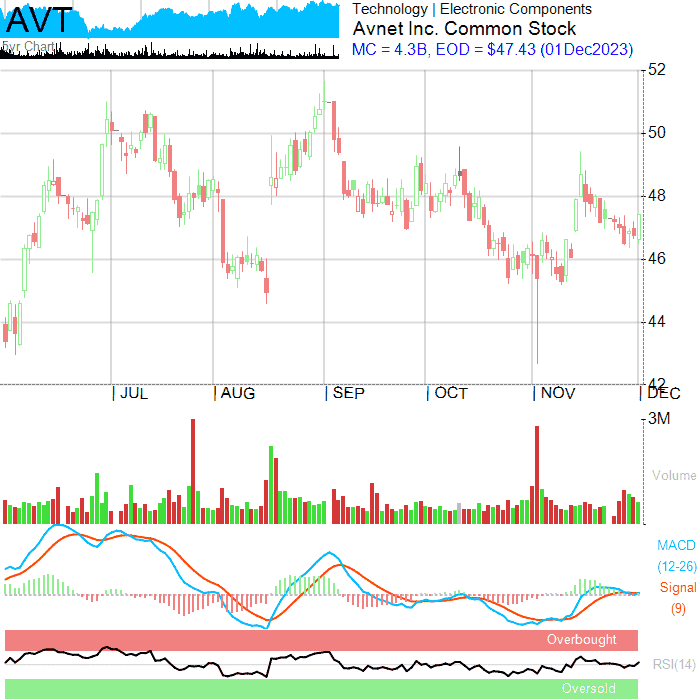 AVT
5yr Chart
Technology | Electronic Components
Avnet Inc. Common Stock
MC = 4.3B, EOD = $47.43 (01Dec2023)
52
50
48
46
44
42
JUL
AUG
SEP
OCT
NOV
DEC
3M
Volume
MACD
(12-26)
Signal
(9)
Overbought
RSI(14)
Oversold